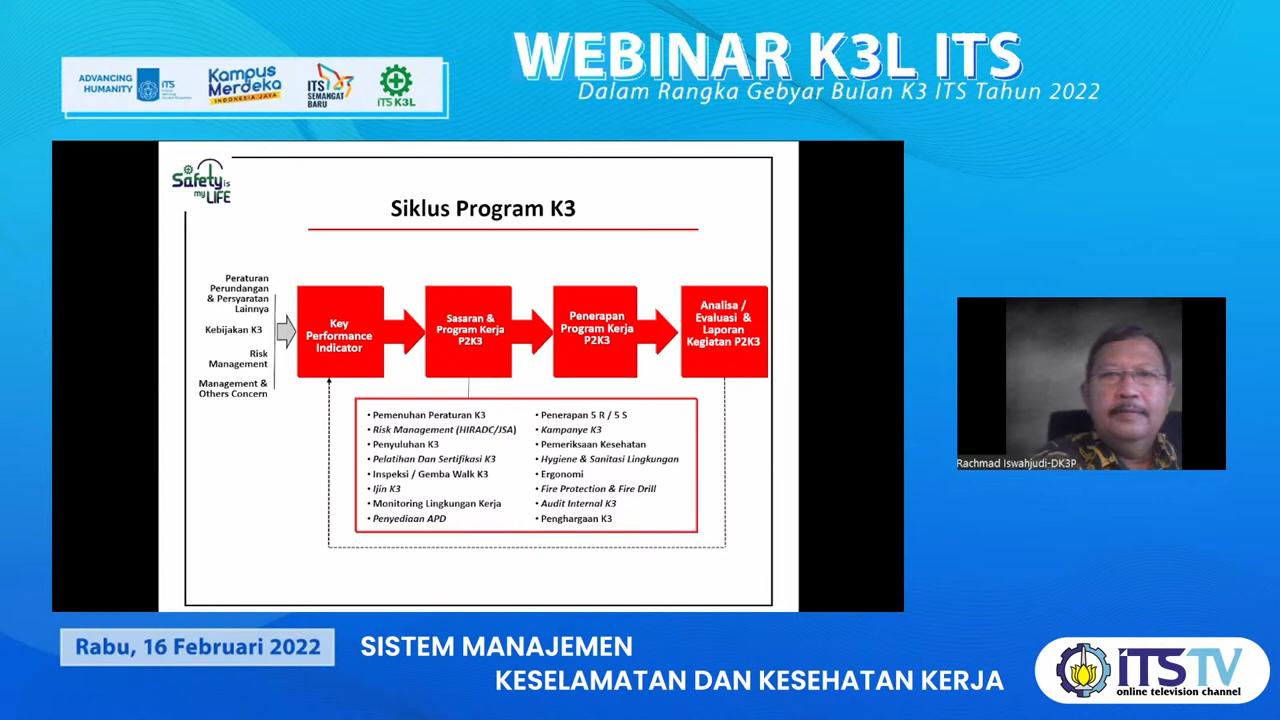 WEBINAR K3L ITS
Dalam Rangka Gebyar Bulan K3 ITS Tahun 2022
ADVANCING
HUMANITY
ITS
Kampus
Merdeka
INDONESIA JAYA
ITS
SEMANGAT
BARU
ITS K3L
Safety is
my LIFE
Siklus Program K3
Peraturan
Perundangan
& Persyaratan
Lainnya
Kebijakan K3
Risk
Management
Management &
Others Concern
Key
Performance
Indicator
Sasaran &
Program Kerja
P2K3
Penerapan
Program Kerja
P2K3
Analisa /
Evaluasi &
Laporan
Kegiatan P2K3
• Pemenuhan Peraturan K3
• Risk Management (HIRADC/JSA)
• Penyuluhan K3
• Pelatihan Dan Sertifikasi K3
• Inspeksi / Gemba Walk K3
• Ijin K3
• Monitoring Lingkungan Kerja
• Penyediaan APD
• Penerapan 5 R / 5 S
• Kampanye K3
• Pemeriksaan Kesehatan
• Hygiene & Sanitasi Lingkungan
• Ergonomi
• Fire Protection & Fire Drill
• Audit Internal K3
• Penghargaan K3
Rachmad Iswahjudi-DK3P
Rabu, 16 Februari 2022
SISTEM MANAJEMEN
KESELAMATAN DAN KESEHATAN KERJA
iTS TV
online television channel